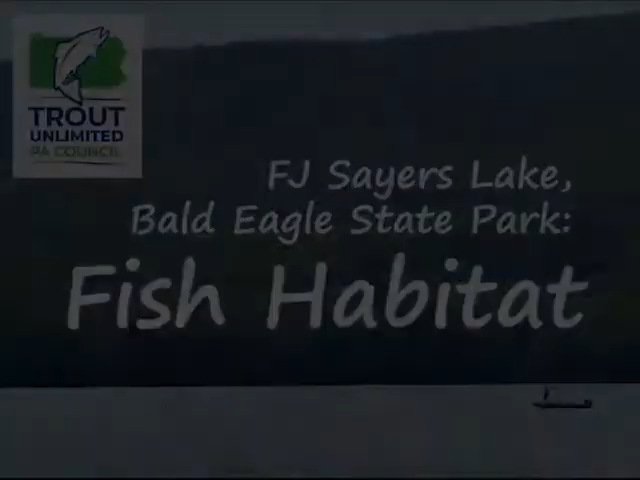 TROUT
UNLIMITED
PA COUNCIL
FJ Sayers Lake,
Bald Eagle State Park:
Fish Habitat